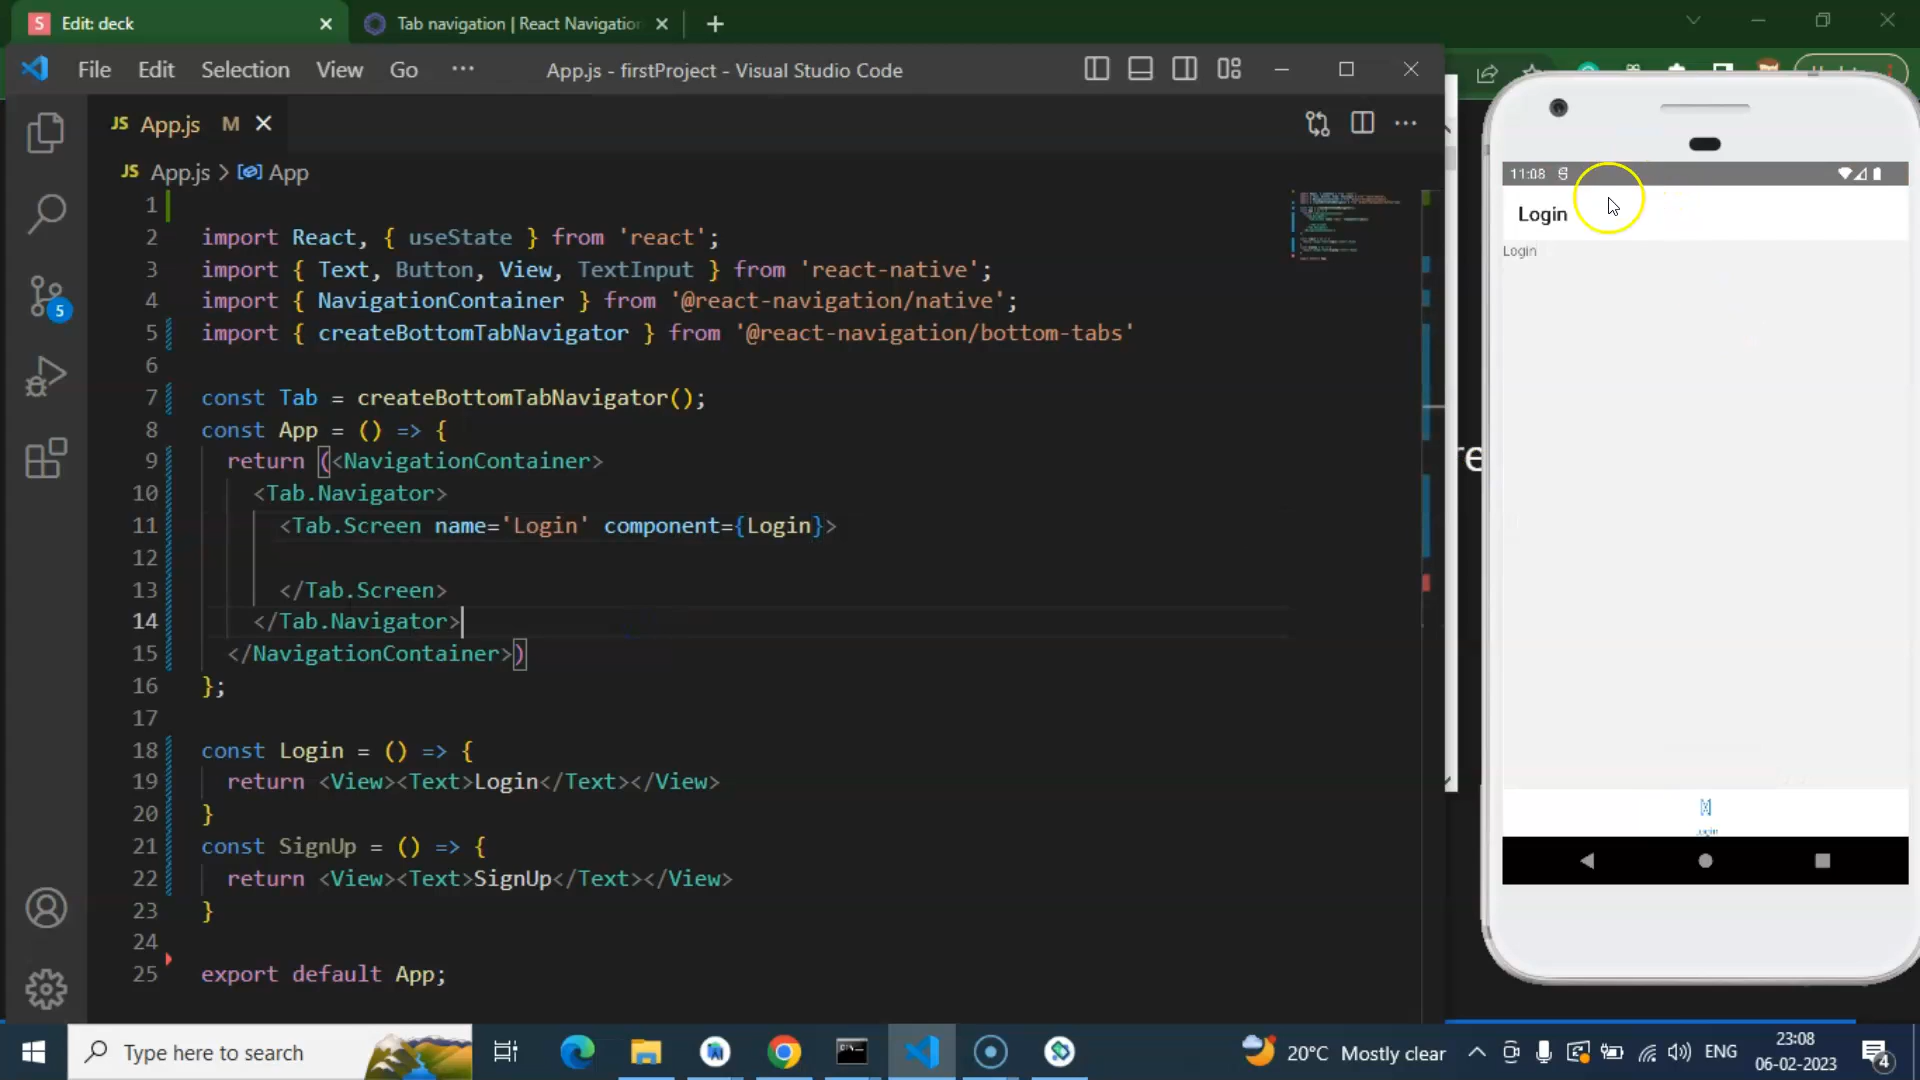 Edit: deck
Tab navigation | React Navigation
File Edit Selection View Go ··· App.js - firstProject - Visual Studio Code
JS App.js M
JS App.js > App
1
2 import React, { useState } from 'react';
3 import { Text, Button, View, TextInput } from 'react-native';
4 import { NavigationContainer } from '@react-navigation/native';
5 import { createBottomTabNavigator } from '@react-navigation/bottom-tabs'
6
7 const Tab = createBottomTabNavigator();
8 const App = () => {
9 return (<NavigationContainer>
10 <Tab.Navigator>
11 <Tab.Screen name='Login' component={Login}>
12
13 </Tab.Screen>
14 </Tab.Navigator>
15 </NavigationContainer>)
16 };
17
18 const Login = () => {
19 return <View><Text>Login</Text></View>
20 }
21 const SignUp = () => {
22 return <View><Text>SignUp</Text></View>
23 }
24
25 export default App;
5
re
11:08
Login
Login
Login
Type here to search
20°C Mostly clear
ENG
23:08
06-02-2023
4